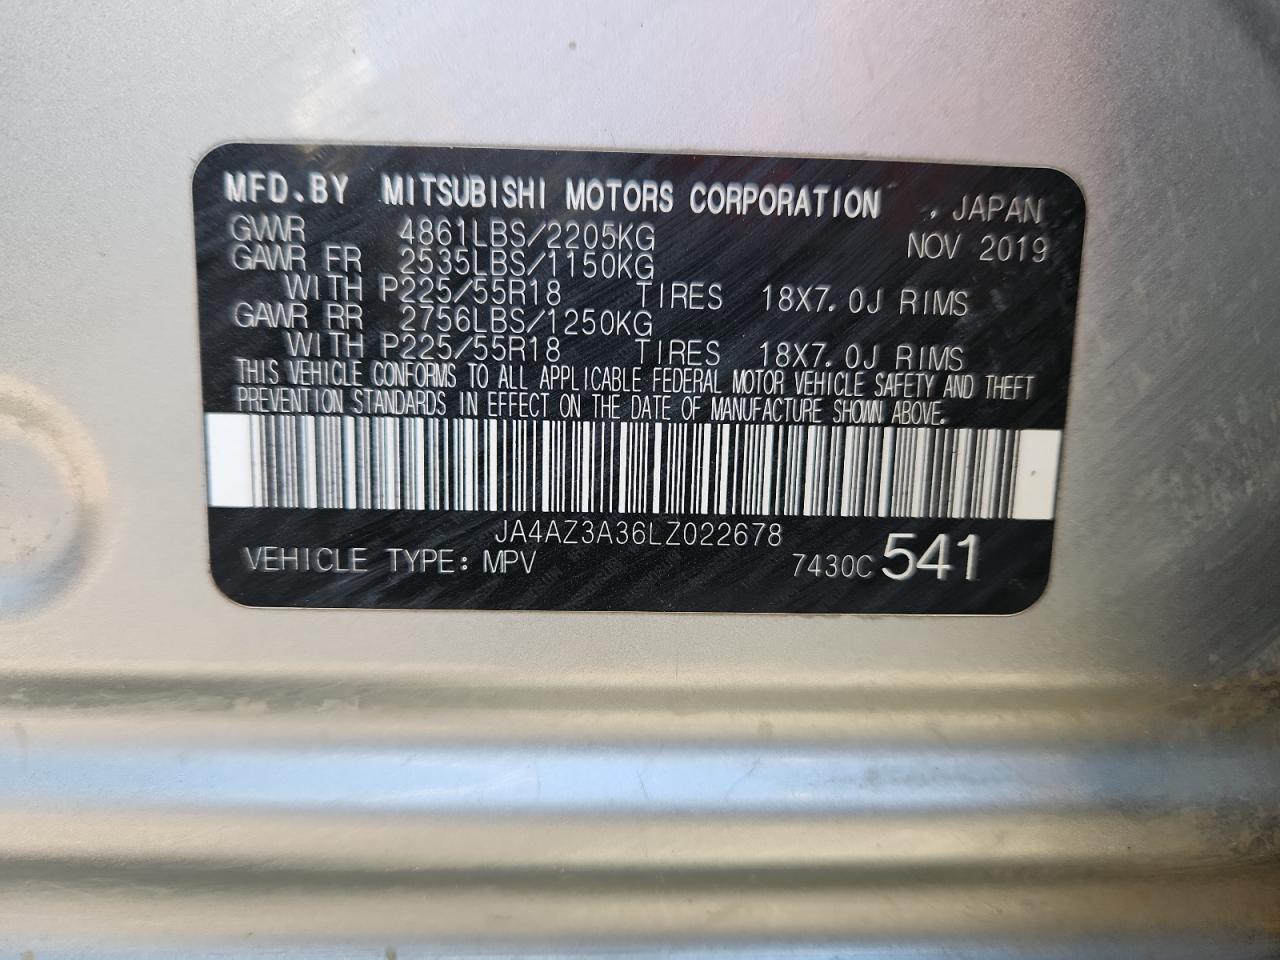 MFD.BY MITSUBISHI MOTORS CORPORATION JAPAN
GVWR 4861LBS/2205KG NOV 2019
GAWR FR 2535LBS/1150KG
WITH P225/55R18 TIRES 18X7.0J RIMS
GAWR RR 2756LBS/1250KG
WITH P225/55R18 TIRES 18X7.0J RIMS
THIS VEHICLE CONFORMS TO ALL APPLICABLE FEDERAL MOTOR VEHICLE SAFETY AND THEFT
PREVENTION STANDARDS IN EFFECT ON THE DATE OF MANUFACTURE SHOWN ABOVE.
JA4AZ3A36LZ022678
VEHICLE TYPE: MPV 7430C 541